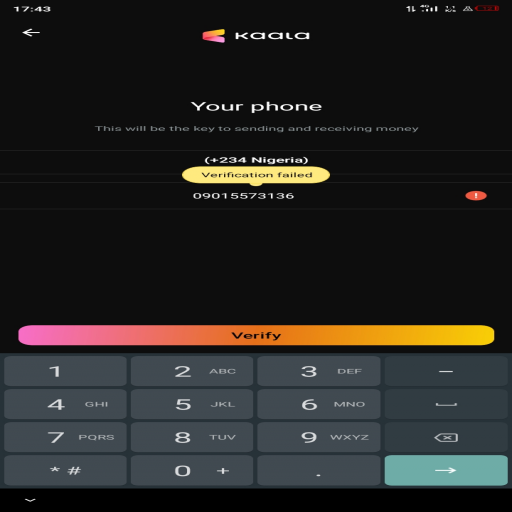 17:43
kaala
Your phone
This will be the key to sending and receiving money
(+234 Nigeria)
Verification failed
09015573136
!
Verify
1
2 ABC
3 DEF
4 GHI
5 JKL
6 MNO
7 PQRS
8 TUV
9 WXYZ
* #
0 +
.